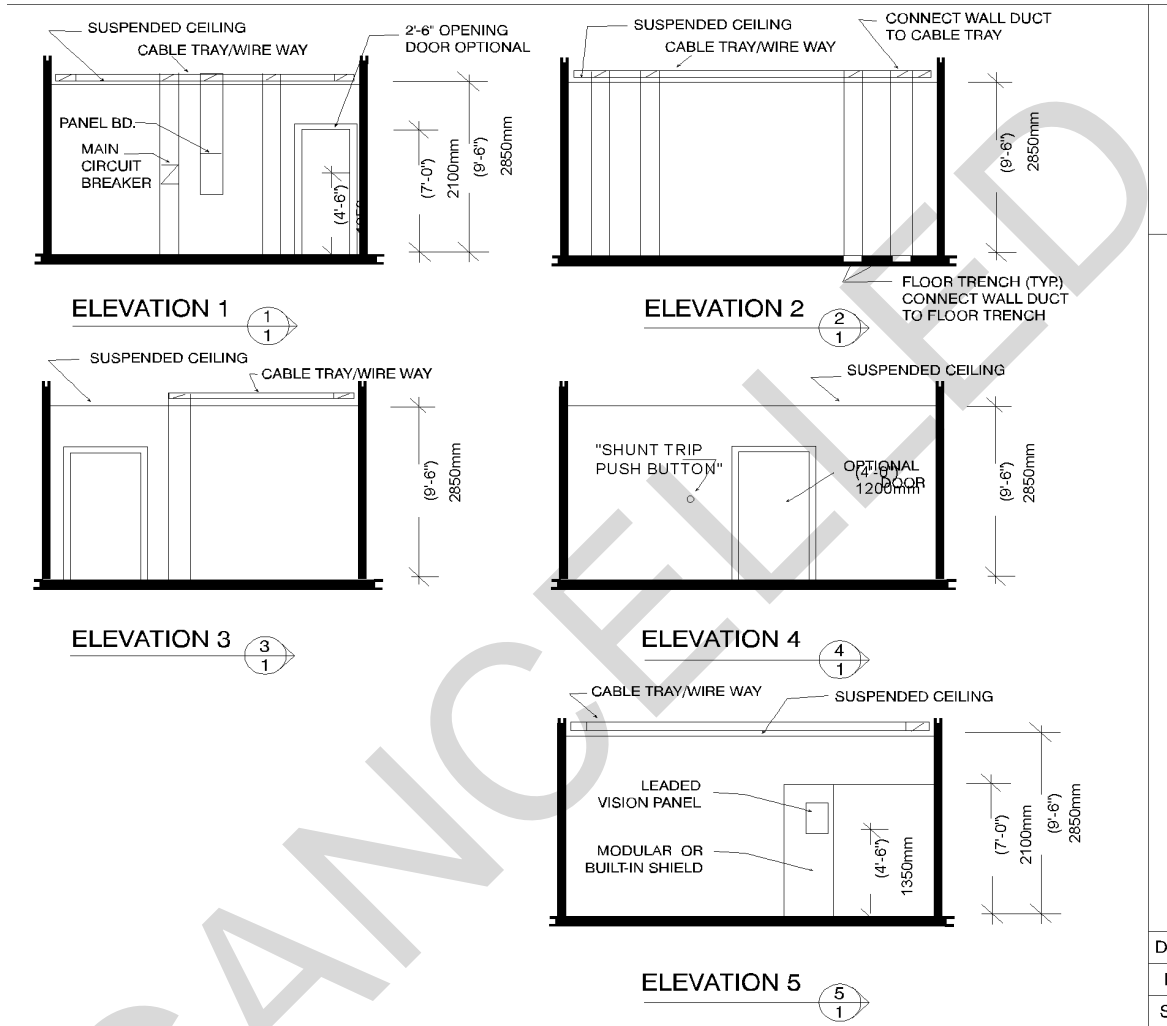 SUSPENDED CEILING
CABLE TRAY/WIRE WAY
2'-6" OPENING
DOOR OPTIONAL
PANEL BD.
MAIN
CIRCUIT
BREAKER
(4'-6")
(7'-0")
2100mm
(9'-6")
2850mm
ELEVATION 1
1
1
SUSPENDED CEILING
CABLE TRAY/WIRE WAY
CONNECT WALL DUCT
TO CABLE TRAY
(9'-6")
2850mm
FLOOR TRENCH (TYP.)
CONNECT WALL DUCT
TO FLOOR TRENCH
ELEVATION 2
2
1
SUSPENDED CEILING
CABLE TRAY/WIRE WAY
(9'-6")
2850mm
ELEVATION 3
3
1
SUSPENDED CEILING
"SHUNT TRIP
PUSH BUTTON"
OPTIONAL
DOOR
(4'-0")
1200mm
(9'-6")
2850mm
ELEVATION 4
4
1
CABLE TRAY/WIRE WAY
SUSPENDED CEILING
LEADED
VISION PANEL
MODULAR OR
BUILT-IN SHIELD
(4'-6")
1350mm
(7'-0")
2100mm
(9'-6")
2850mm
ELEVATION 5
5
1
CANCELLED